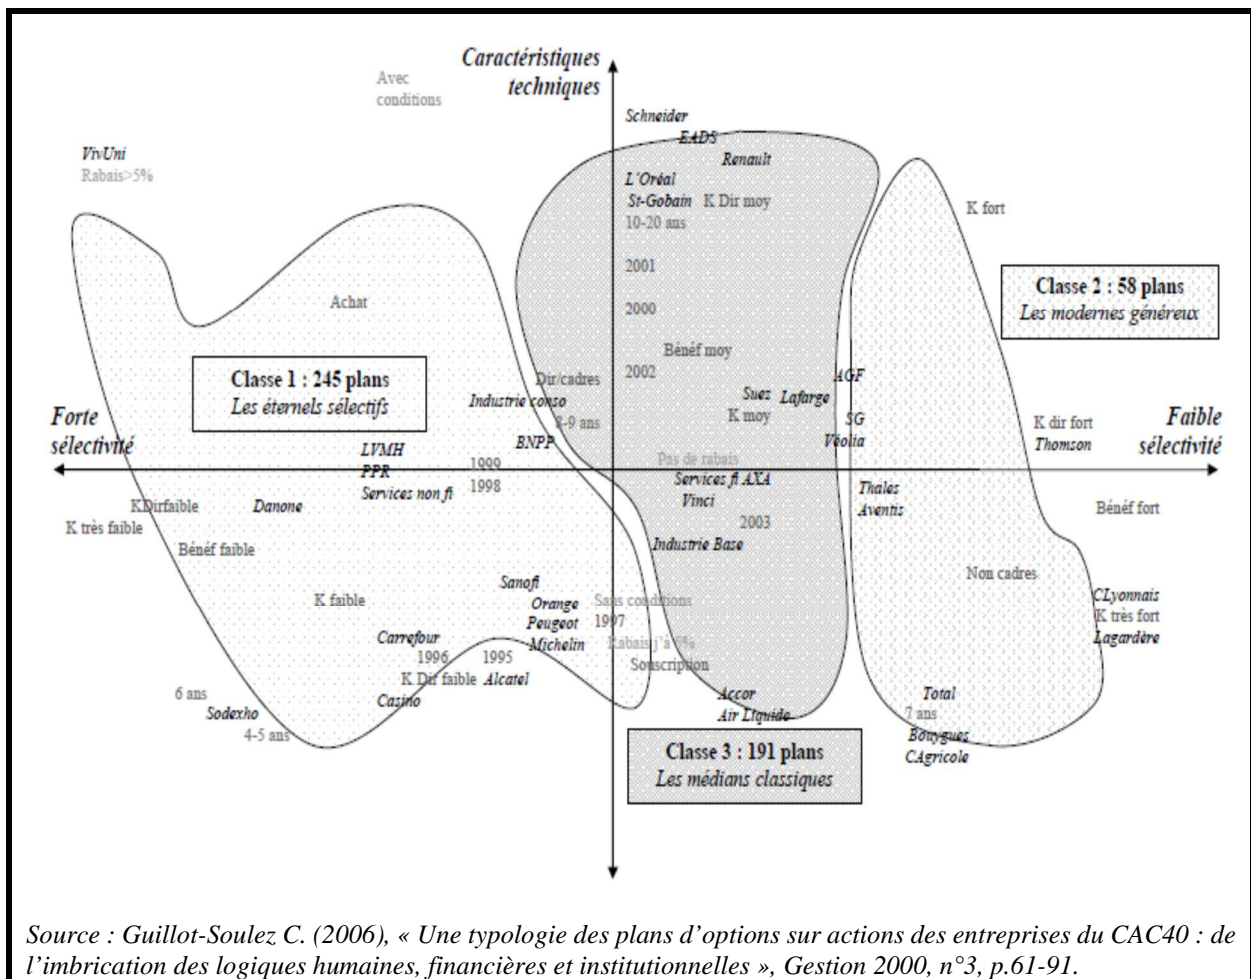 Caractéristiques
techniques
Avec
conditions
Schneider
EADS
Renault
VivUni
Rabais>5%
L'Oréal
St-Gobain K Dir moy
10-20 ans
K fort
2001
Achat
2000
Classe 2 : 58 plans
Les modernes généreux
Bénéf moy
Dir/cadres
2002
AGF
Classe 1 : 245 plans
Les éternels sélectifs
Industrie conso
Suez Lafarge
K moy
8-9 ans
SG
Véolia
K dir fort
Thomson
Forte
sélectivité
Faible
sélectivité
BNPP
LVMH
PPR
Services non fi
1999
1998
Pas de rabais
Services fi AXA
Vinci
2003
Industrie Base
Thales
Aventis
Bénéf fort
KDirfaible
K très faible
Danone
Bénéf faible
Non cadres
K faible
Sanofi
Orange
Peugeot
Michelin
Sans conditions
1997
Rabais j'à 5%
Souscription
CLyonnais
K très fort
Lagardère
Carrefour
1996
1995
K Dir faible Alcatel
Casino
6 ans
Sodexho
4-5 ans
Accor
Air Liquide
Total
7 ans
Bouygues
CAgricole
Classe 3 : 191 plans
Les médians classiques
Source : Guillot-Soulez C. (2006), « Une typologie des plans d'options sur actions des entreprises du CAC40 : de
l'imbrication des logiques humaines, financières et institutionnelles », Gestion 2000, n°3, p.61-91.